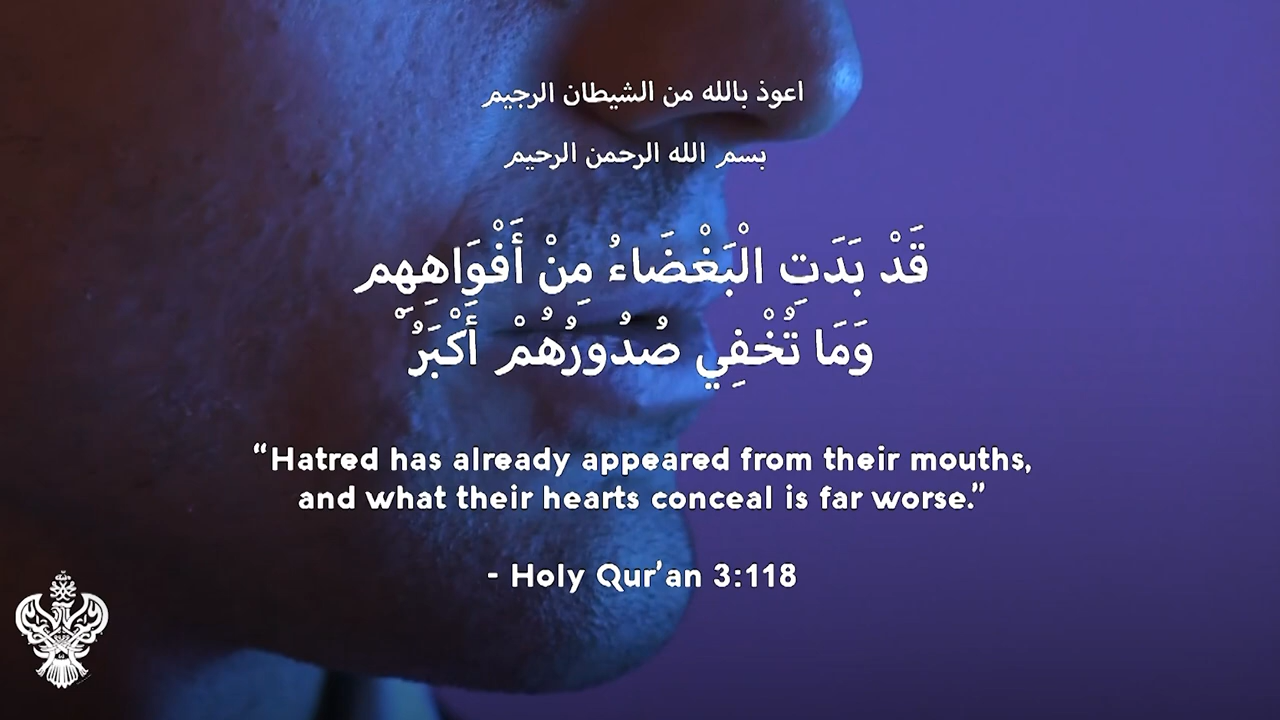 اعوذ بالله من الشيطان الرجيم
بسم الله الرحمن الرحيم
قَدْ بَدَتِ الْبَغْضَاءُ مِنْ أَفْوَاهِهِم
وَمَا تُخْفِي صُدُورُهُمْ أَكْبَرُ ْ
“Hatred has already appeared from their mouths,
and what their hearts conceal is far worse.”
- Holy Qur’an 3:118